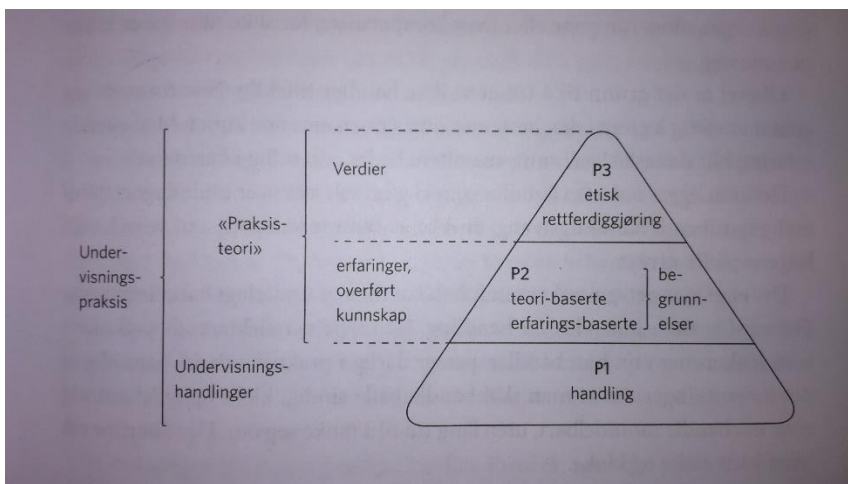 Under-
visnings-
praksis
«Praksis-
teori»
Verdier
erfaringer,
overført
kunnskap
Undervisnings-
handlinger
P3
etisk
rettferdiggjøring
P2
teori-baserte
erfarings-baserte
be-
grunn-
elser
P1
handling